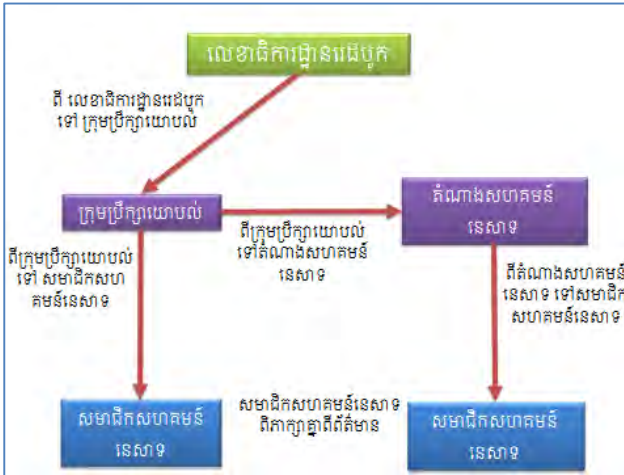 លេខាធិការដ្ឋានរេដបូក
ពី លេខាធិការដ្ឋានរេដបូក
ទៅ ក្រុមប្រឹក្សាយោបល់
ក្រុមប្រឹក្សាយោបល់
តំណាងសហគមន៍
នេសាទ
ពីក្រុមប្រឹក្សាយោបល់
ទៅតំណាងសហគមន៍
នេសាទ
ពីក្រុមប្រឹក្សាយោបល់
ទៅ សមាជិកសហ
គមន៍នេសាទ
ពីតំណាងសហគមន៍
នេសាទ ទៅសមាជិក
សហគមន៍នេសាទ
សមាជិកសហគមន៍
នេសាទ
សមាជិកសហគមន៍នេសាទ
ពិភាក្សាគ្នាពីព័ត៌មាន
សមាជិកសហគមន៍
នេសាទ